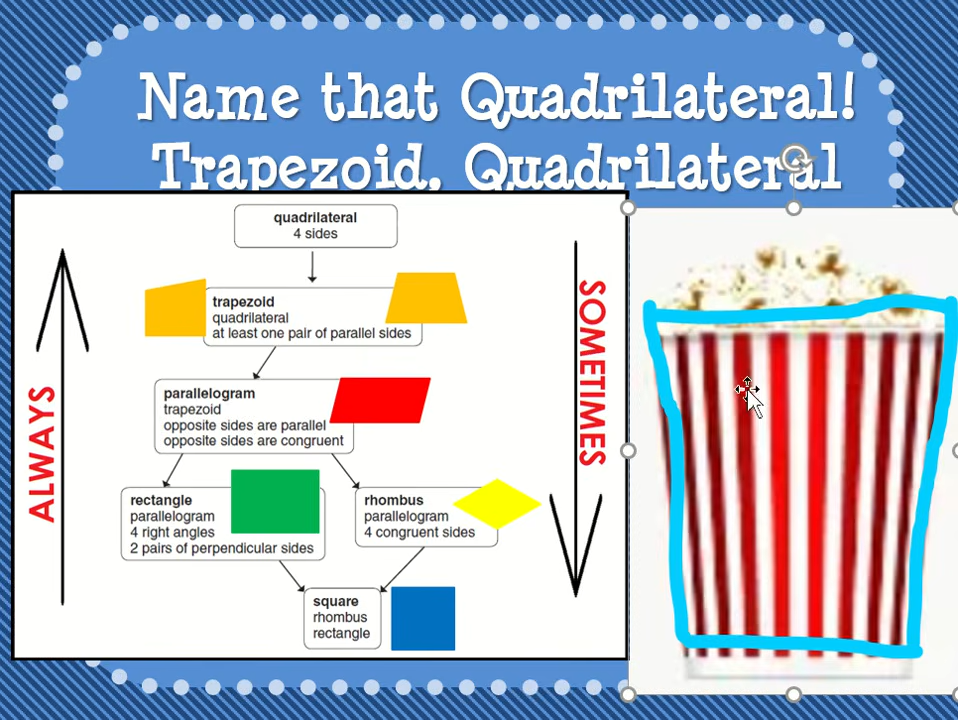 Name that Quadrilateral!
Trapezoid, Quadrilateral
quadrilateral
4 sides
trapezoid
quadrilateral
at least one pair of parallel sides
parallelogram
trapezoid
opposite sides are parallel
opposite sides are congruent
rectangle
parallelogram
4 right angles
2 pairs of perpendicular sides
rhombus
parallelogram
4 congruent sides
square
rhombus
rectangle
ALWAYS
SOMETIMES